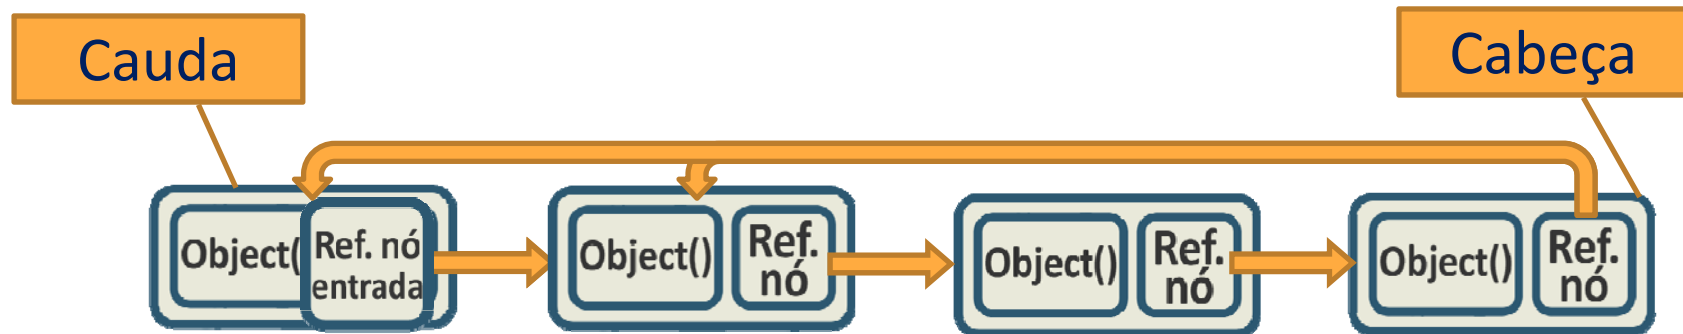 Cauda
Cabeça
Object(
Ref. nó
entrada
Object()
Ref.
nó
Object()
Ref.
nó
Object()
Ref.
nó